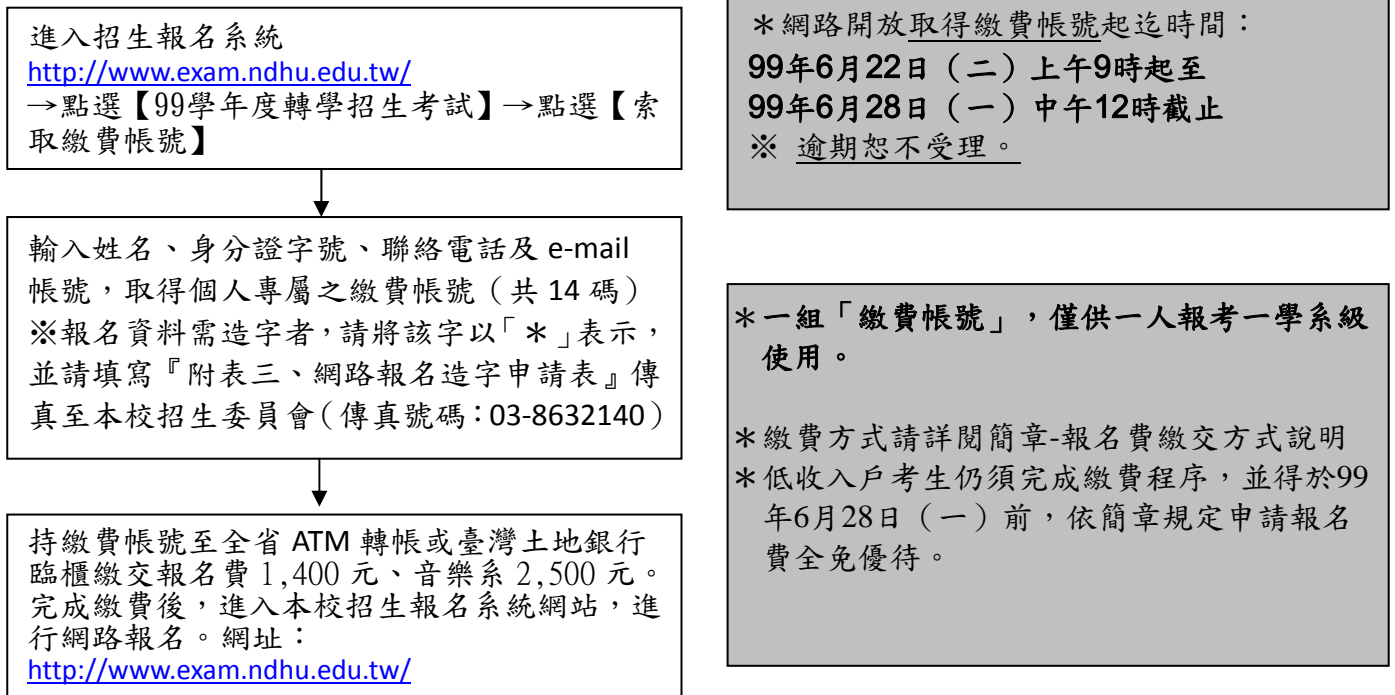 進入招生報名系統
http://www.exam.ndhu.edu.tw/
→點選【99學年度轉學招生考試】→點選【索
取繳費帳號】
＊網路開放取得繳費帳號起迄時間：
99年6月22日（二）上午9時起至
99年6月28日（一）中午12時截止
※ 逾期恕不受理。
輸入姓名、身分證字號、聯絡電話及 e-mail
帳號，取得個人專屬之繳費帳號（共 14 碼）
※報名資料需造字者，請將該字以「＊」表示，
並請填寫『附表三、網路報名造字申請表』傳
真至本校招生委員會（傳真號碼：03-8632140）
＊一組「繳費帳號」，僅供一人報考一學系級
使用。
＊繳費方式請詳閱簡章-報名費繳交方式說明
＊低收入戶考生仍須完成繳費程序，並得於99
年6月28日（一）前，依簡章規定申請報名
費全免優待。
持繳費帳號至全省 ATM 轉帳或臺灣土地銀行
臨櫃繳交報名費 1,400 元、音樂系 2,500 元。
完成繳費後，進入本校招生報名系統網站，進
行網路報名。網址：
http://www.exam.ndhu.edu.tw/